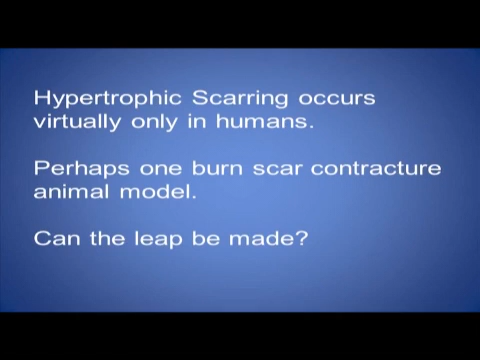 Hypertrophic Scarring occurs
virtually only in humans.
Perhaps one burn scar contracture
animal model.
Can the leap be made?